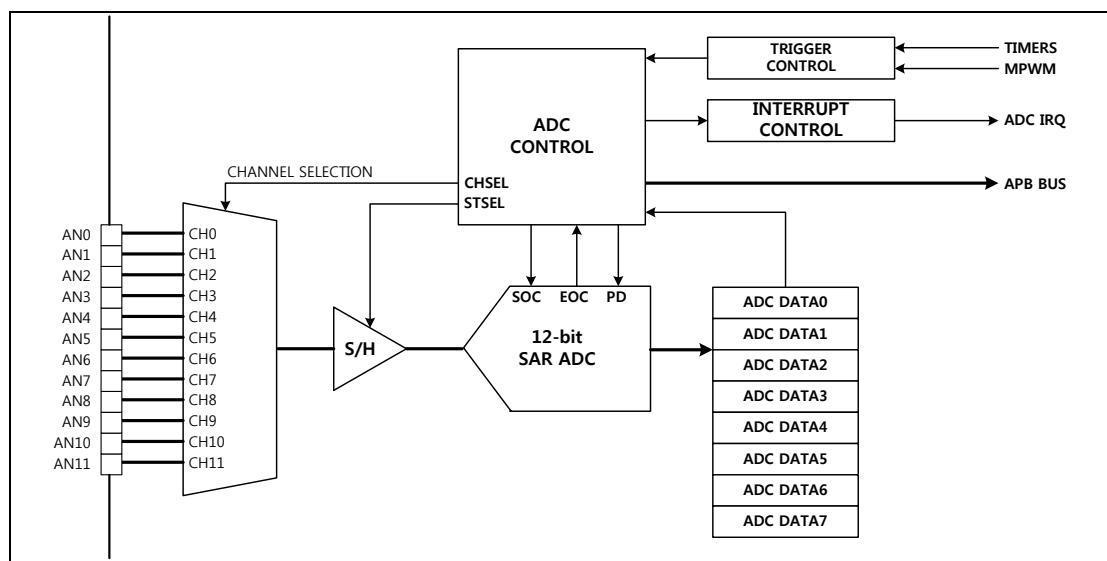 TRIGGER
CONTROL
TIMERS
MPWM
INTERRUPT
CONTROL
ADC IRQ
ADC
CONTROL
CHANNEL SELECTION
CHSEL
STSEL
APB BUS
AN0
AN1
AN2
AN3
AN4
AN5
AN6
AN7
AN8
AN9
AN10
AN11
CH0
CH1
CH2
CH3
CH4
CH5
CH6
CH7
CH8
CH9
CH10
CH11
S/H
SOC EOC PD
12-bit
SAR ADC
ADC DATA0
ADC DATA1
ADC DATA2
ADC DATA3
ADC DATA4
ADC DATA5
ADC DATA6
ADC DATA7